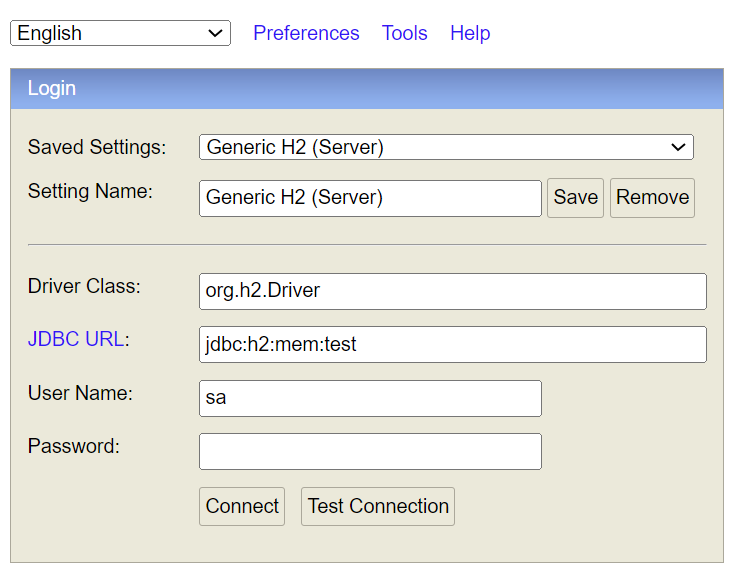 English Preferences Tools Help
Login
Saved Settings: Generic H2 (Server)
Setting Name: Generic H2 (Server) Save Remove
Driver Class: org.h2.Driver
JDBC URL: jdbc:h2:mem:test
User Name: sa
Password:
Connect Test Connection